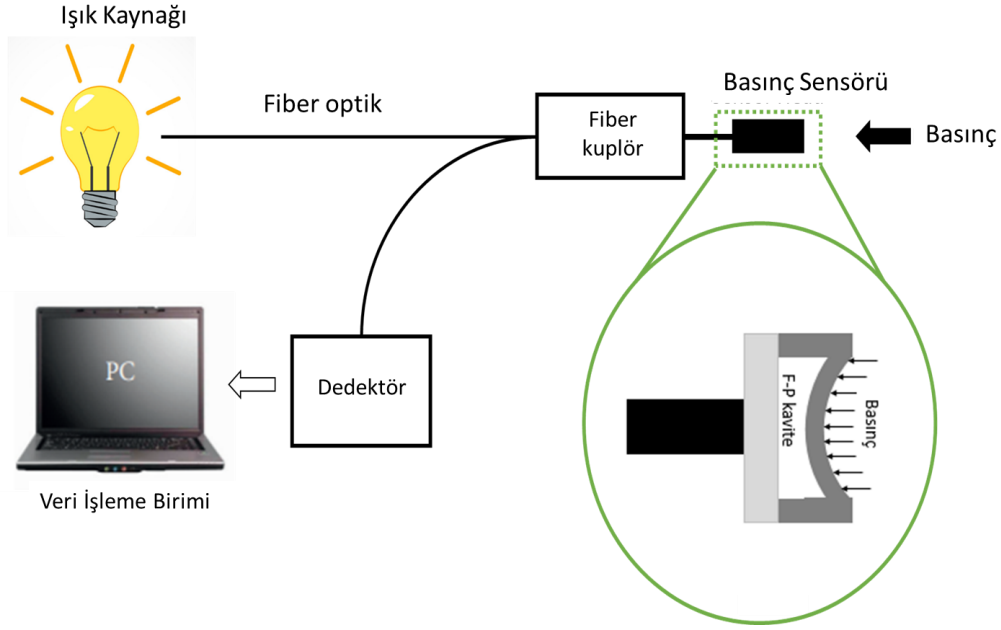 Işık Kaynağı
Fiber optik
Fiber
kuplör
Basınç Sensörü
Basınç
PC
Dedektör
Veri İşleme Birimi
F-P kavite
Basınç